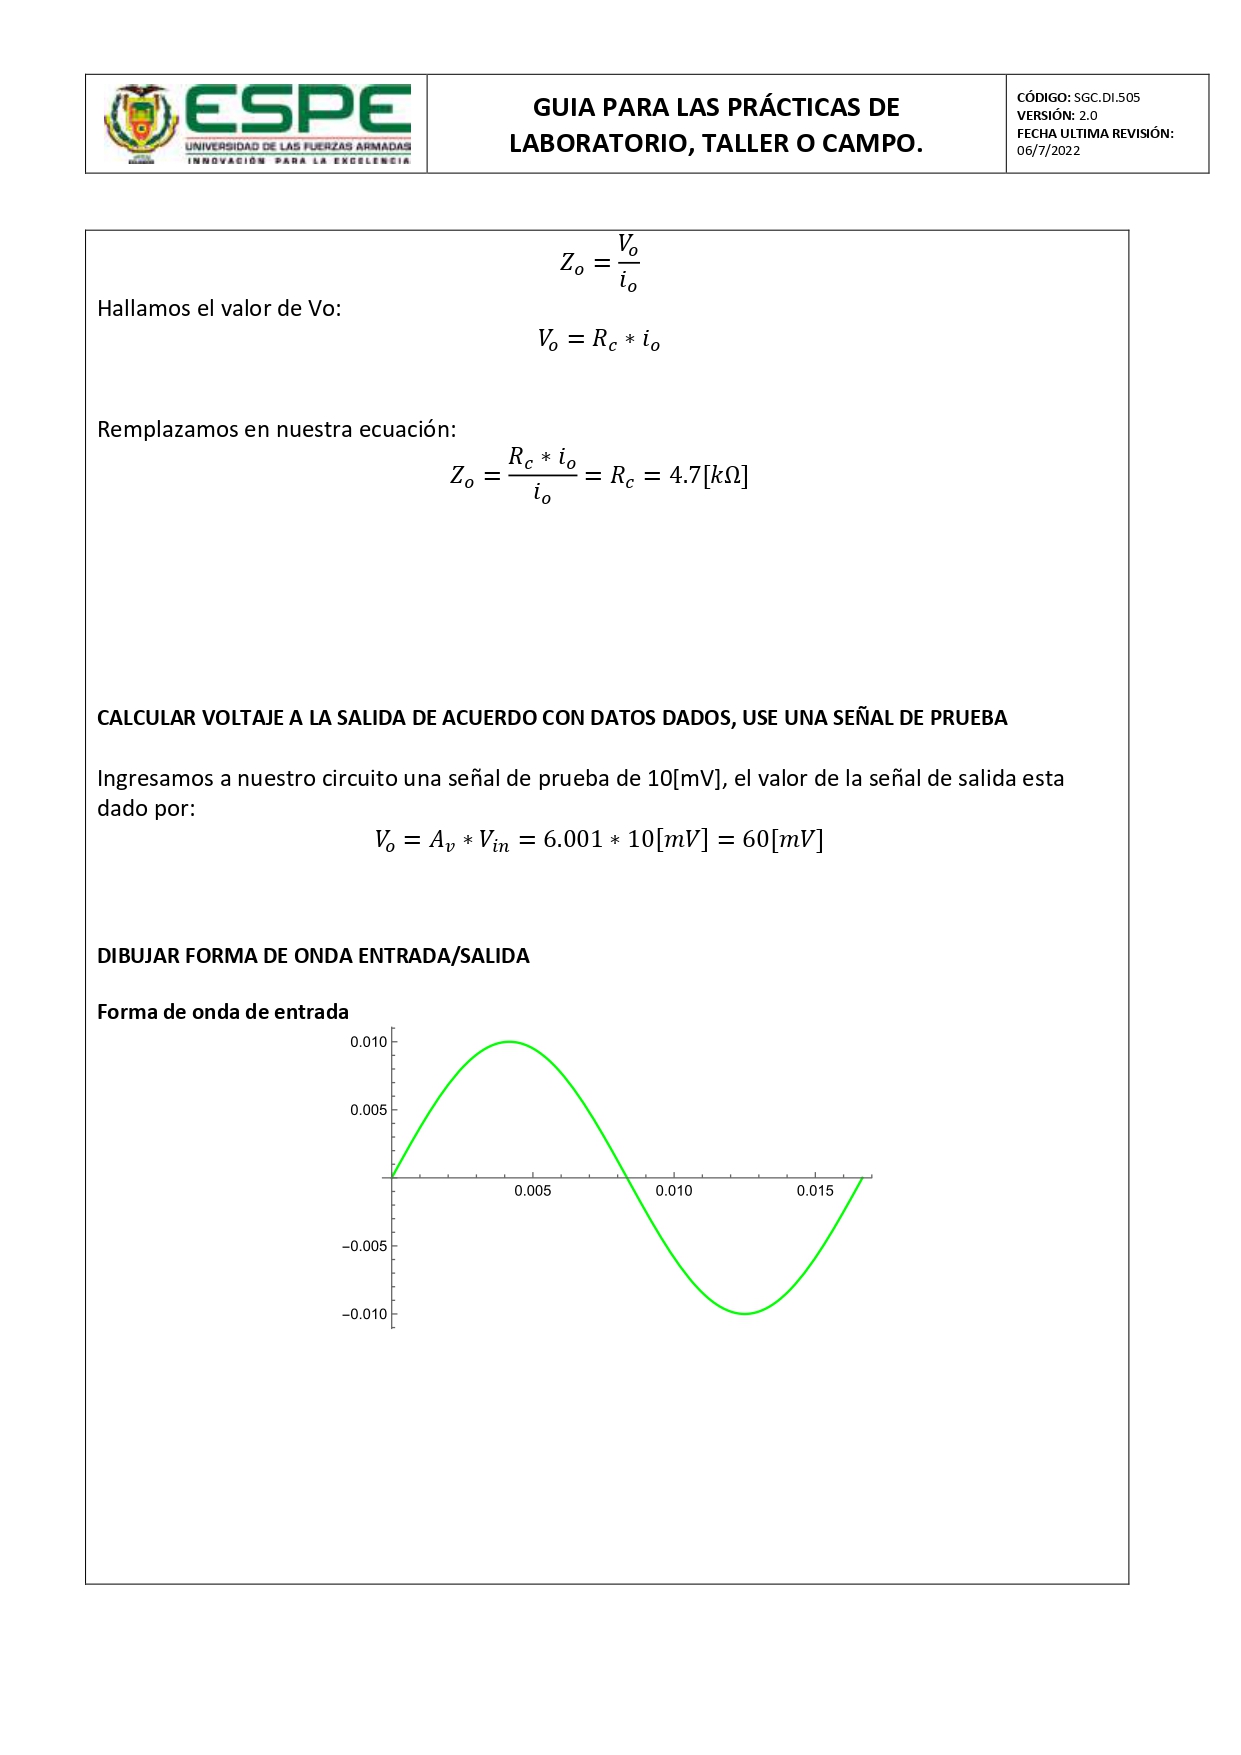 ESPE
UNIVERSIDAD DE LAS FUERZAS ARMADAS
INNOVACIÓN PARA LA EXCELENCIA
GUIA PARA LAS PRÁCTICAS DE
LABORATORIO, TALLER O CAMPO.
CÓDIGO: SGC.DI.505
VERSIÓN: 2.0
FECHA ULTIMA REVISIÓN:
06/7/2022
Z_o = V_o / i_o
Hallamos el valor de Vo:
V_o = R_c ∗ i_o
Remplazamos en nuestra ecuación:
Z_o = R_c ∗ i_o / i_o = R_c = 4.7[kΩ]
CALCULAR VOLTAJE A LA SALIDA DE ACUERDO CON DATOS DADOS, USE UNA SEÑAL DE PRUEBA
Ingresamos a nuestro circuito una señal de prueba de 10[mV], el valor de la señal de salida esta
dado por:
V_o = A_v ∗ V_in = 6.001 ∗ 10[mV] = 60[mV]
DIBUJAR FORMA DE ONDA ENTRADA/SALIDA
Forma de onda de entrada
0.010
0.005
0.005 0.010 0.015
−0.005
−0.010